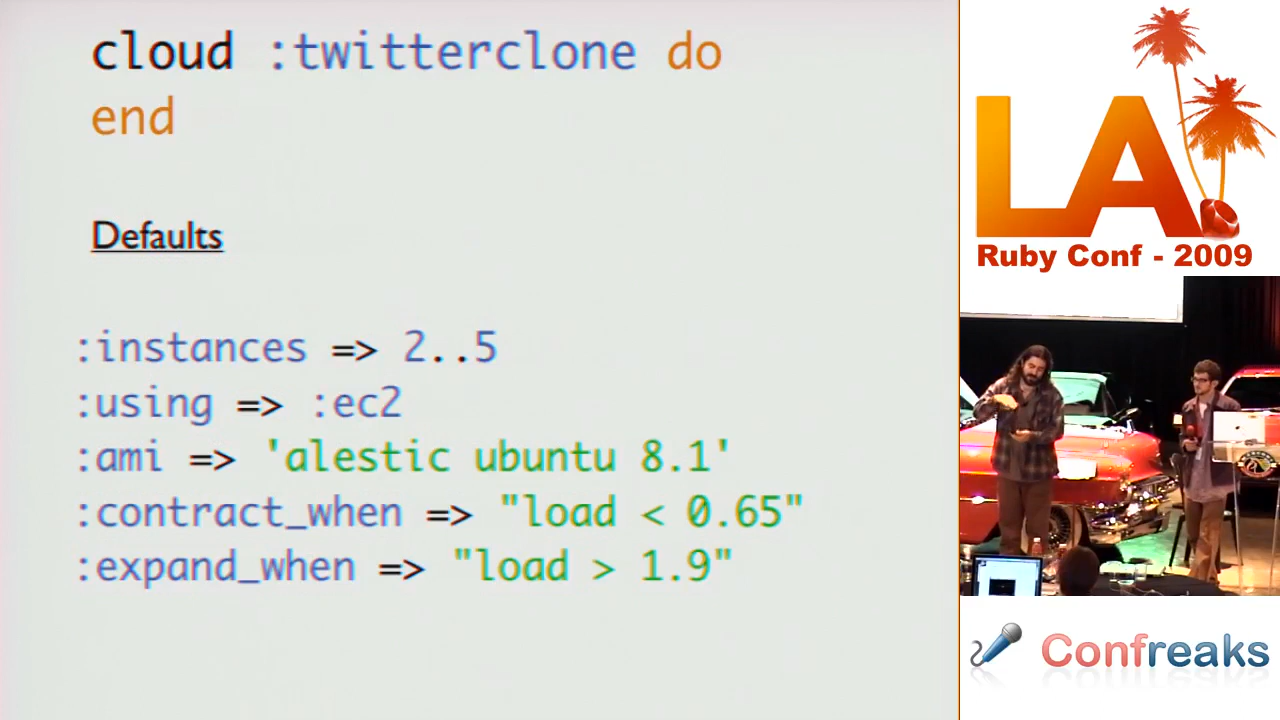 cloud :twitterclone do
end
Defaults
:instances => 2..5
:using => :ec2
:ami => 'alestic ubuntu 8.1'
:contract_when => "load < 0.65"
:expand_when => "load > 1.9"
LA
Ruby Conf - 2009
Confreaks